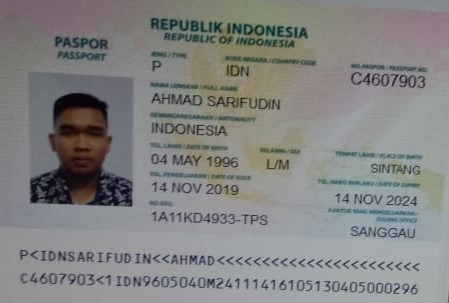 REPUBLIK INDONESIA
REPUBLIC OF INDONESIA
PASPOR
PASSPORT
JENIS / TYPE KODE NEGARA / COUNTRY CODE NO. PASPOR / PASSPORT NO.
P IDN C4607903
NAMA LENGKAP / FULL NAME
AHMAD SARIFUDIN
KEWARGANEGARAAN / NATIONALITY
INDONESIA
TGL. LAHIR / DATE OF BIRTH KELAMIN / SEX TEMPAT LAHIR / PLACE OF BIRTH
04 MAY 1996 L/M SINTANG
TGL. PENGELUARAN / DATE OF ISSUE TGL. HABIS BERLAKU / DATE OF EXPIRY
14 NOV 2019 14 NOV 2024
NO. REG. KANTOR YANG MENGELUARKAN / ISSUING OFFICE
1A11KD4933-TPS SANGGAU
P<IDNSARIFUDIN<<AHMAD<<<<<<<<<<<<<<<<<<<<<<<
C4607903<1IDN9605040M24111416105130405000296